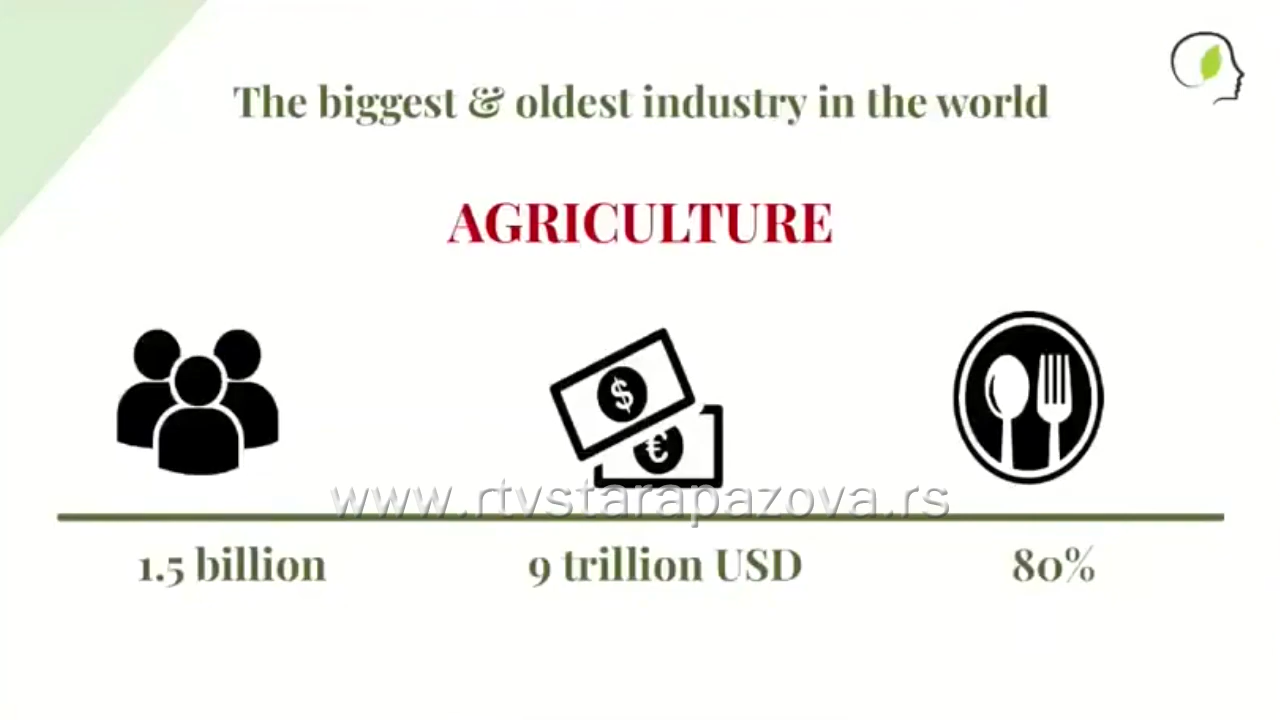 The biggest & oldest industry in the world
AGRICULTURE
$
€
www.rtvstarapazova.rs
1.5 billion
9 trillion USD
80%